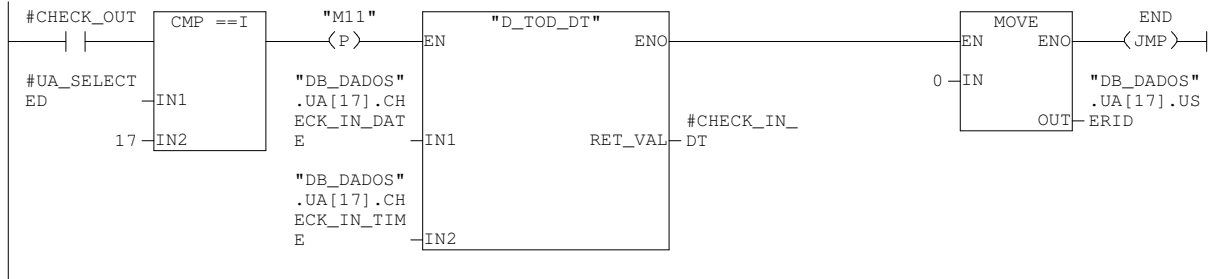 #CHECK_OUT
CMP ==I
"M11"
"D_TOD_DT"
MOVE
END
P
EN
ENO
EN
ENO
JMP
#UA_SELECT
ED
IN1
17
IN2
"DB_DADOS"
.UA[17].CH
ECK_IN_DAT
E
IN1
RET_VAL
#CHECK_IN_
DT
0
IN
OUT
"DB_DADOS"
.UA[17].US
ERID
"DB_DADOS"
.UA[17].CH
ECK_IN_TIM
E
IN2